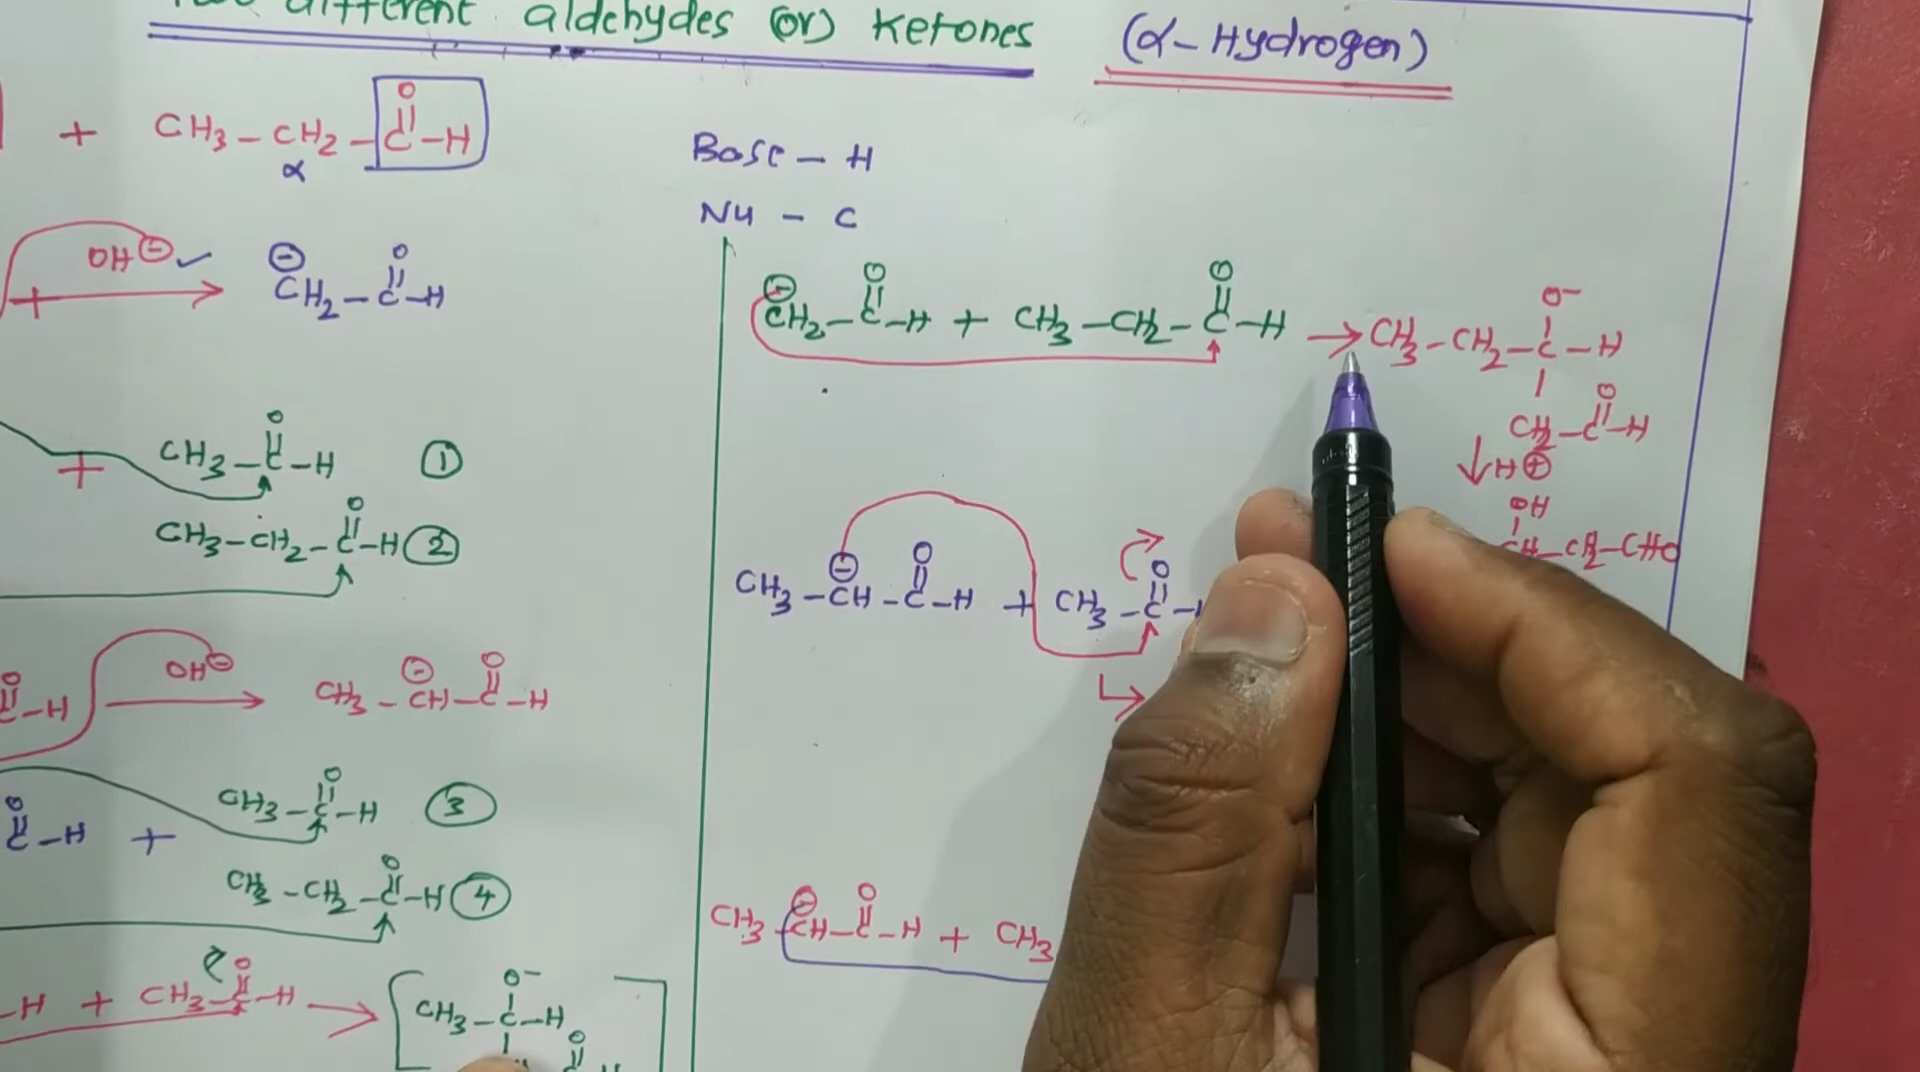 different aldehydes (or) Ketones (α-Hydrogen)
+ CH3-CH2-C-H
O
α
Base - H
Nu - C
OH⊖ ✓
⊖ O
CH2-C-H
+
⊖ O O
CH2-C-H + CH3-CH2-C-H → CH3-CH2-C-H
O-
CH2-C-H
O
↓ H⊕
OH
CH-CH2-CHO
O
+ CH3-C-H ①
O
CH3-CH2-C-H ②
⊖ O O
CH3-CH-C-H + CH3-C-
O OH⊖ ⊖ O
C-H → CH3-CH-C-H
O
CH3-C-H ③
O
C-H +
O
CH3-CH2-C-H ④
⊖ O
CH3-CH-C-H + CH3
O O-
-H + CH3-C-H → [CH3-C-H
O